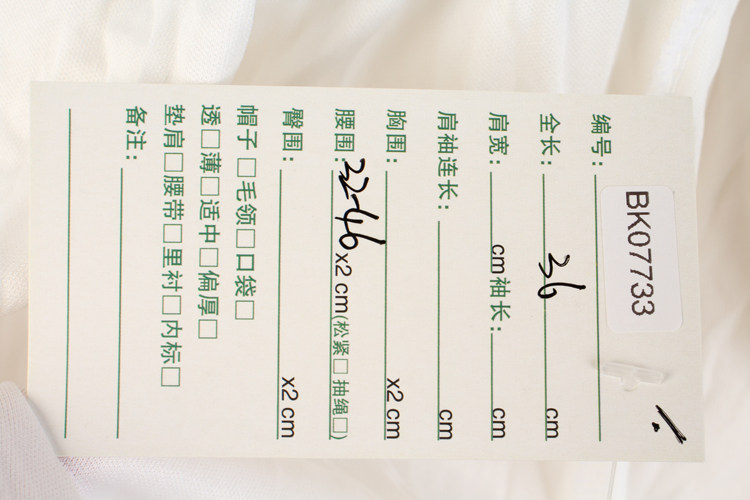 编号: BK07733
全长: 36 cm
肩宽: cm 袖长: cm
肩袖连长: cm
胸围: x2 cm
腰围: 32-46 x2 cm(松紧□ 抽绳□)
臀围: x2 cm
帽子□毛领□口袋□
透□薄□适中□偏厚□
垫肩□腰带□里衬□内标□
备注: